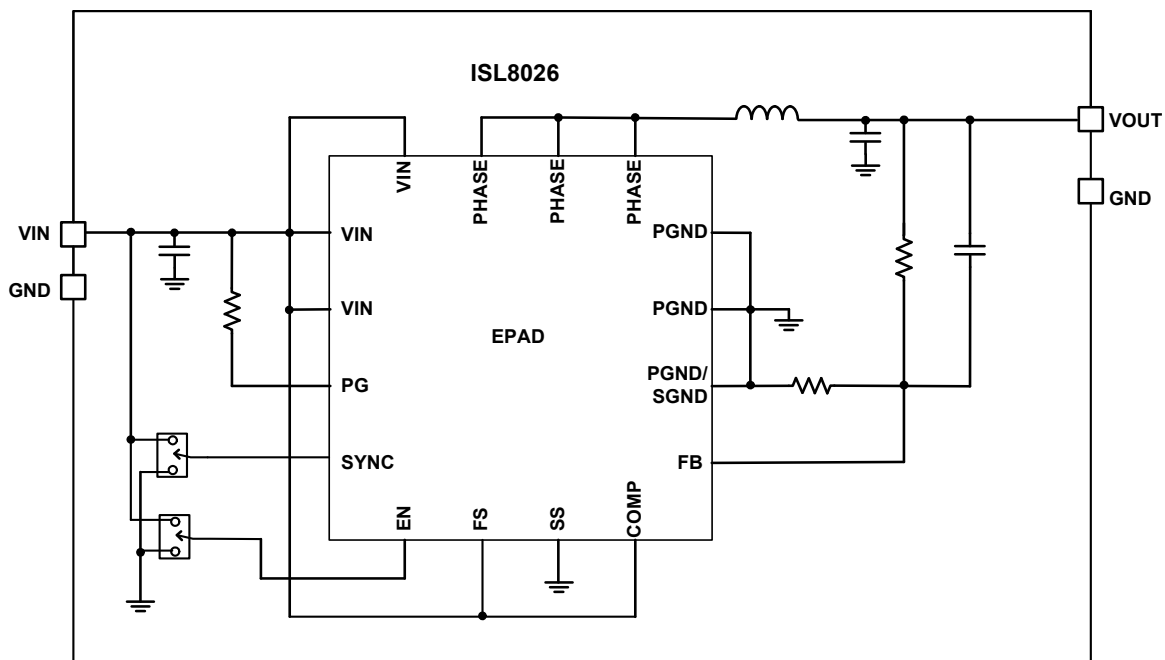 ISL8026
VIN
PHASE
PHASE
PHASE
VOUT
GND
VIN
GND
VIN
VIN
PG
SYNC
EPAD
PGND
PGND
PGND/
SGND
FB
EN
FS
SS
COMP